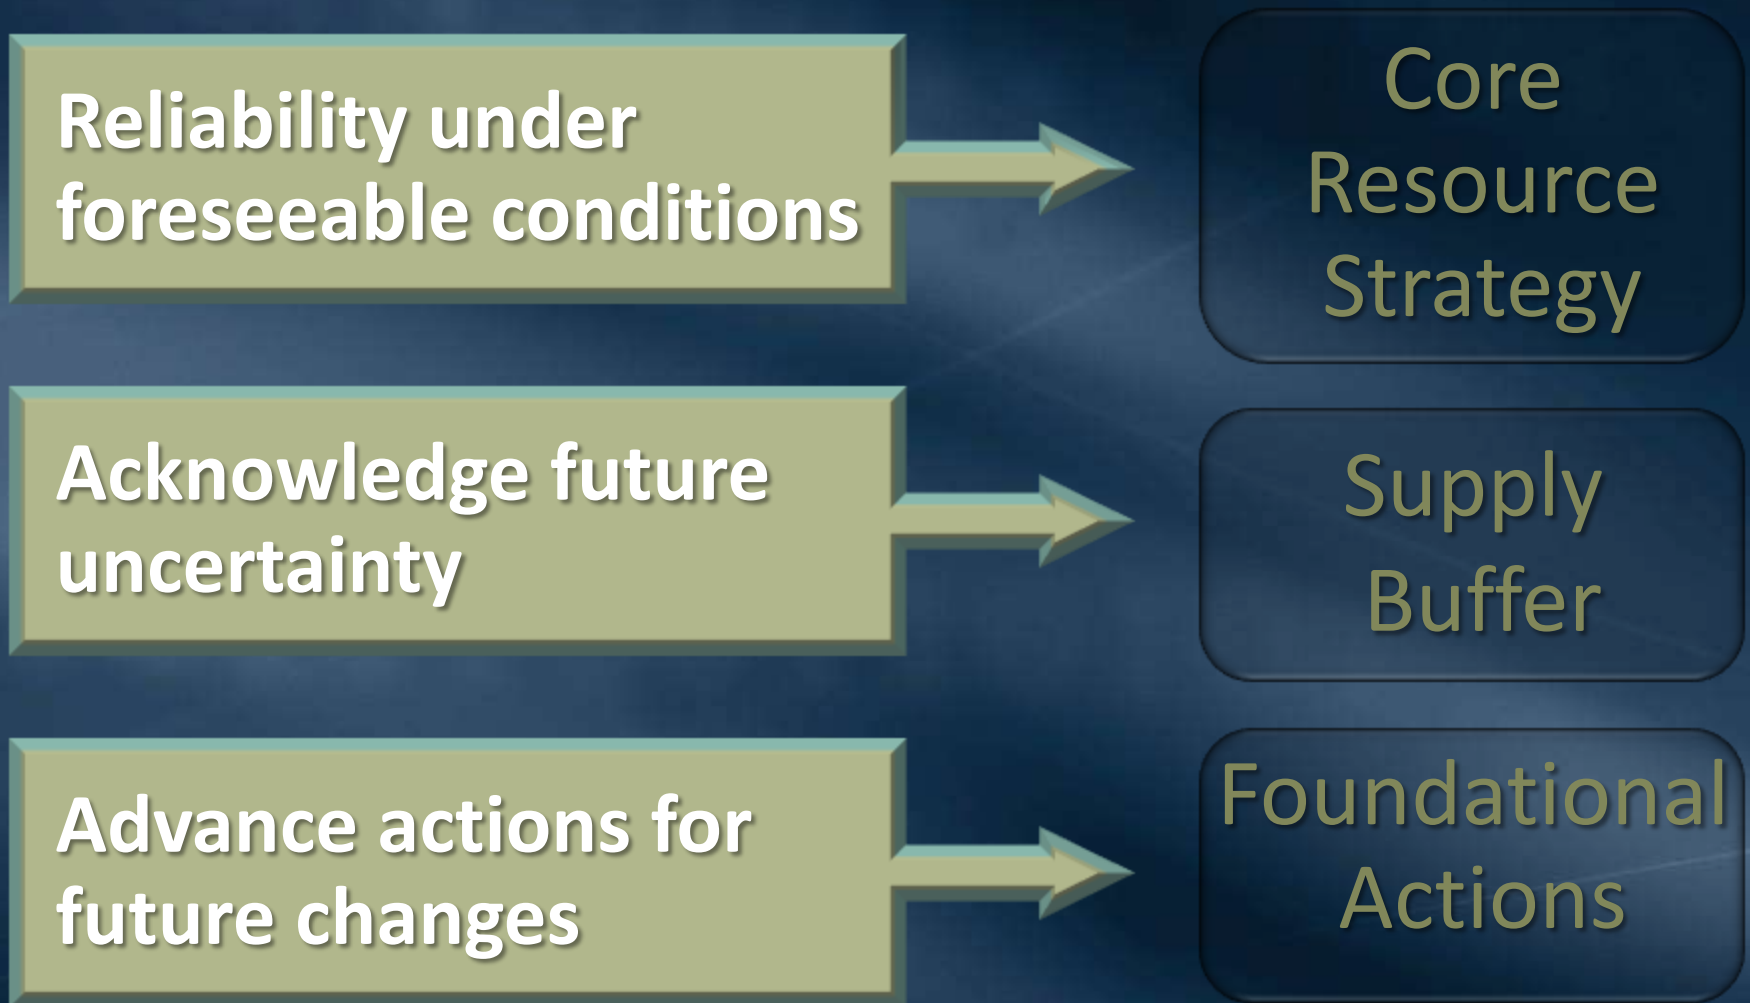 Reliability under
foreseeable conditions
Core
Resource
Strategy
Acknowledge future
uncertainty
Supply
Buffer
Advance actions for
future changes
Foundational
Actions